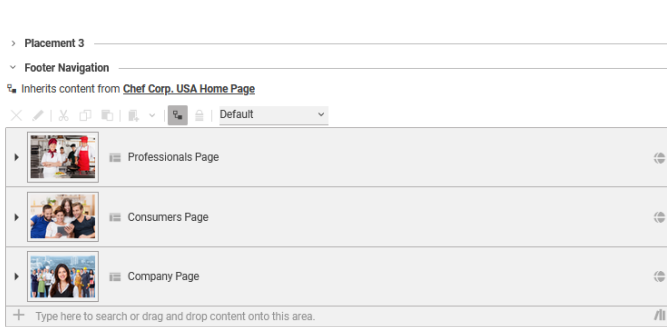 Placement 3
Footer Navigation
Inherits content from Chef Corp. USA Home Page
Default
Professionals Page
Consumers Page
Company Page
Type here to search or drag and drop content onto this area.